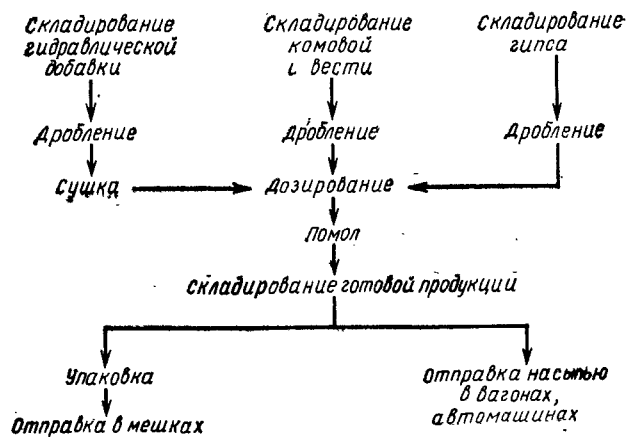 Складирование
гидравлической
добавки
Складирование
комовой
и вести
Складирование
гипса
Дробление
Дробление
Дробление
Сушка
Дозирование
Помол
Складирование готовой продукции
Упаковка
Отправка в мешках
Отправка насыпью
в вагонах,
автомашинах